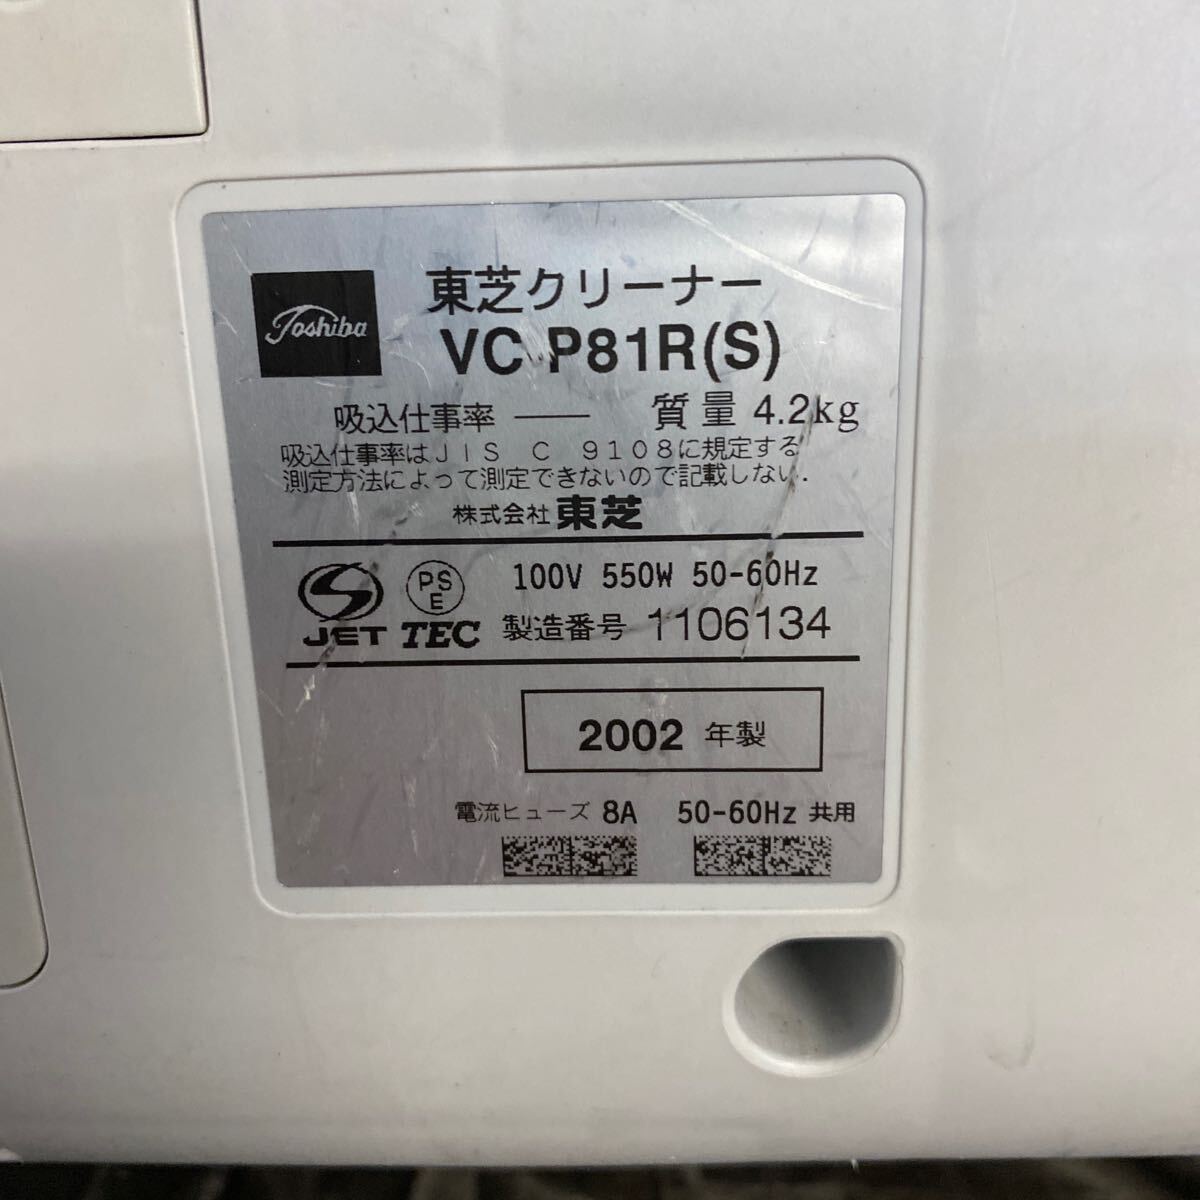 Toshiba
東芝クリーナー
VC-P81R(S)
吸込仕事率 ―― 質量 4.2kg
吸込仕事率はJIS C 9108に規定する
測定方法によって測定できないので記載しない.
株式会社 東芝
PS
E
100V 550W 50-60Hz
JET TEC 製造番号 1106134
2002 年製
電流ヒューズ 8A 50-60Hz 共用